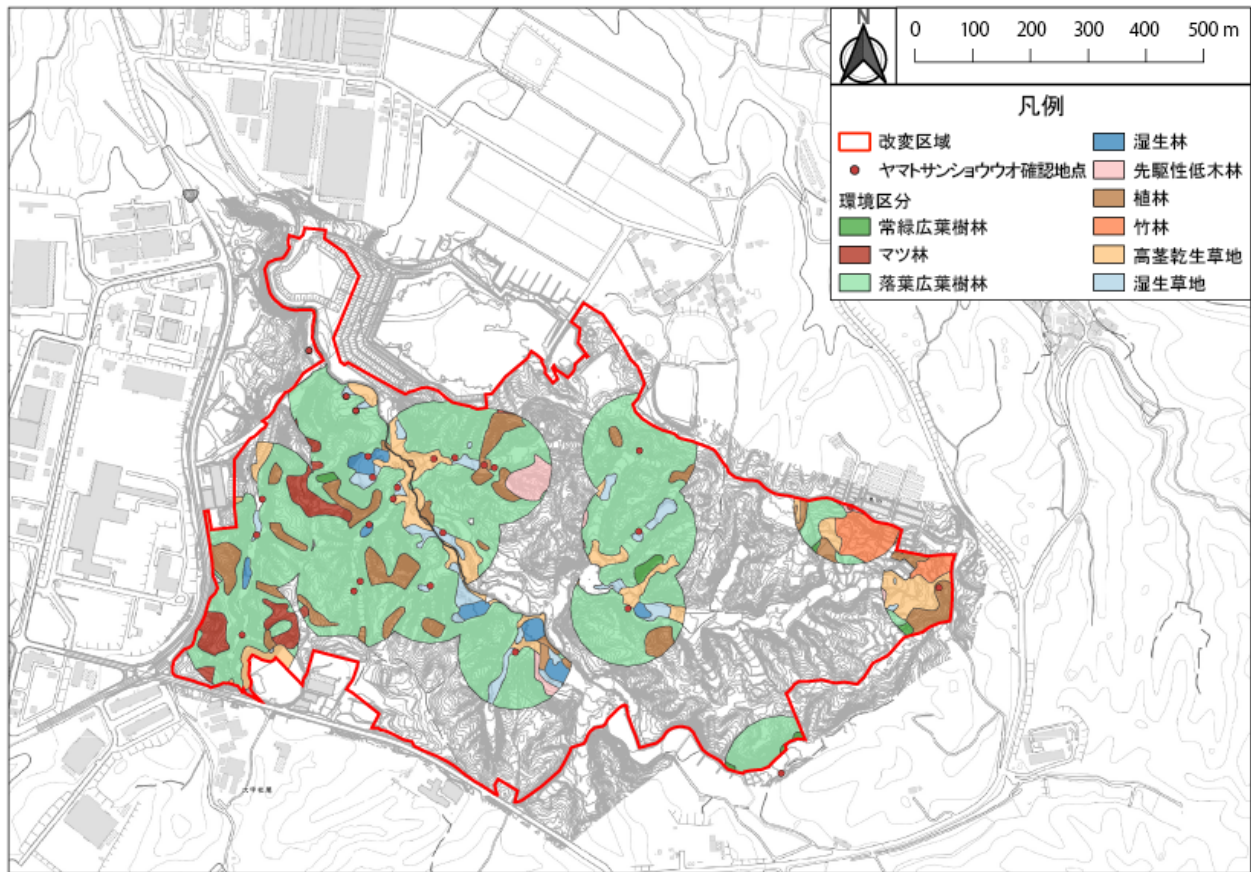 N
0 100 200 300 400 500 m
凡例
改変区域
ヤマトサンショウウオ確認地点
環境区分
常緑広葉樹林
マツ林
落葉広葉樹林
湿生林
先駆性低木林
植林
竹林
高茎乾生草地
湿生草地